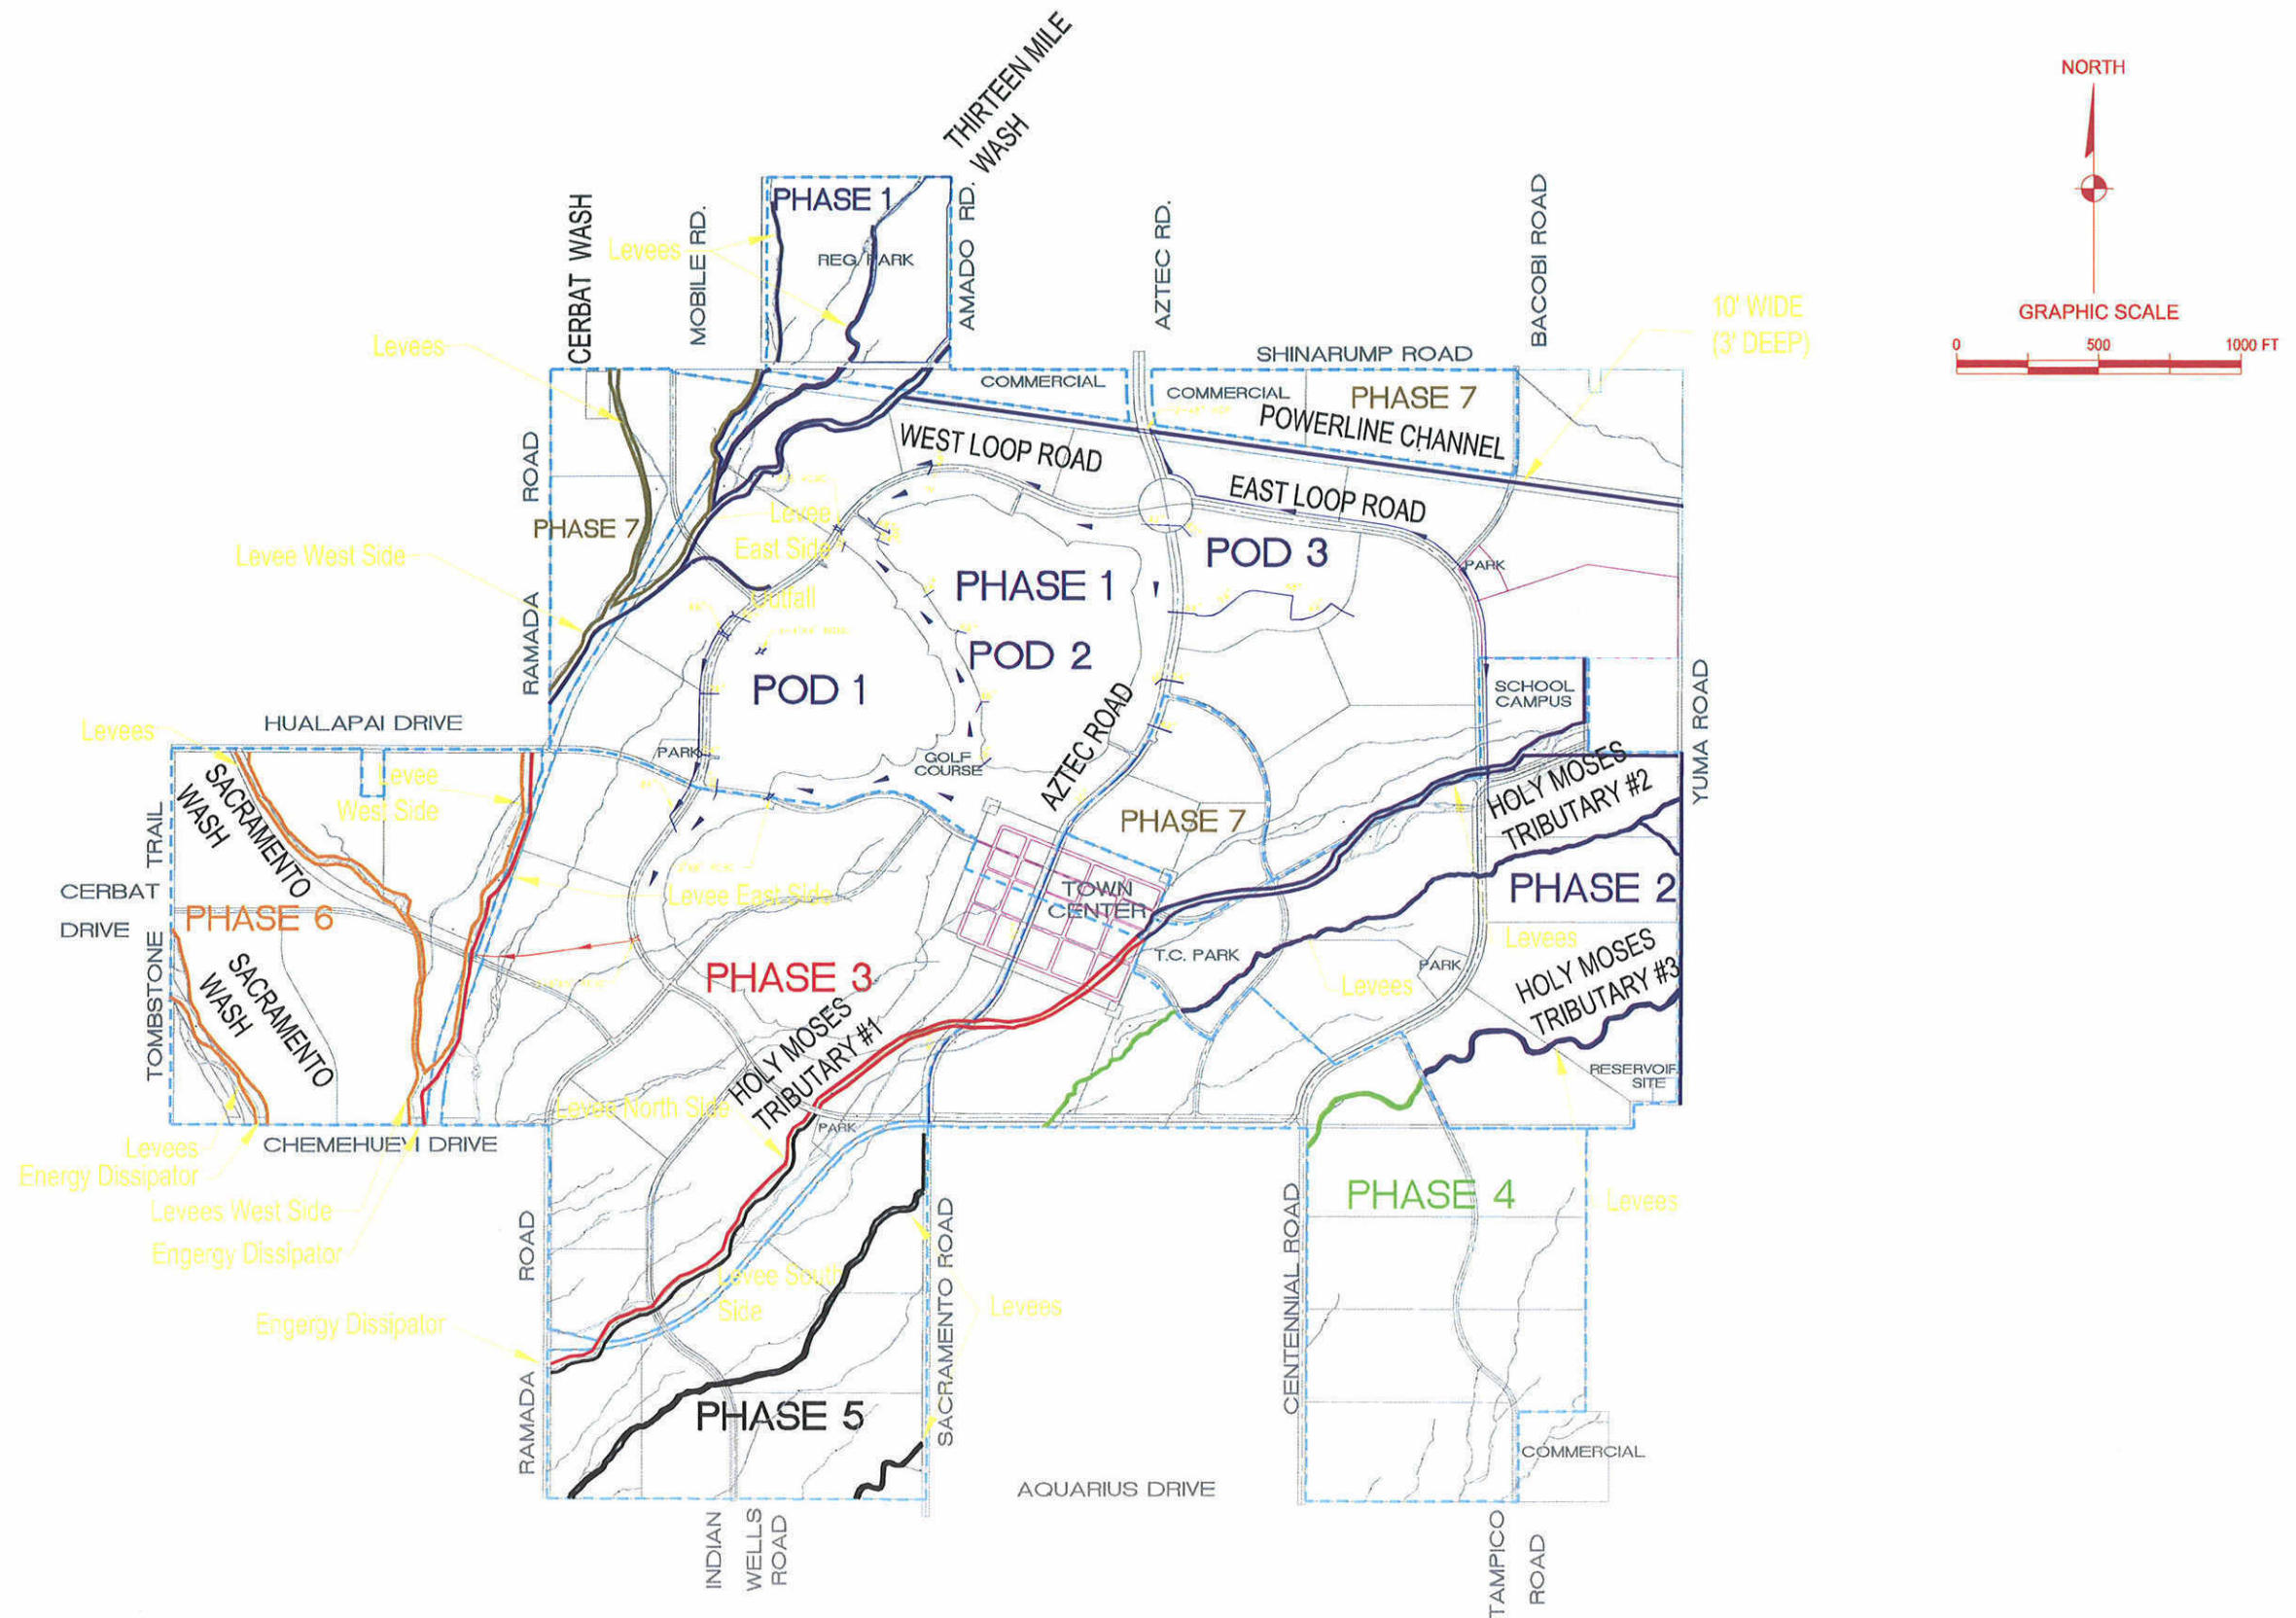 THIRTEEN MILE
WASH
NORTH
GRAPHIC SCALE
0 500 1000 FT
CERBAT WASH
MOBILE RD.
PHASE 1
Levees
REG. PARK
AMADO RD.
AZTEC RD.
BACOBI ROAD
10' WIDE
(3' DEEP)
Levees
SHINARUMP ROAD
COMMERCIAL
COMMERCIAL
PHASE 7
POWERLINE CHANNEL
WEST LOOP ROAD
EAST LOOP ROAD
RAMADA ROAD
PHASE 7
Levee
East Side
Levee West Side
POD 3
PARK
PHASE 1
Outfall
POD 2
POD 1
SCHOOL
CAMPUS
YUMA ROAD
HUALAPAI DRIVE
Levees
PARK
GOLF
COURSE
AZTEC ROAD
SACRAMENTO
WASH
Levee
West Side
HOLY MOSES
TRIBUTARY #2
PHASE 7
TOMBSTONE TRAIL
CERBAT
DRIVE
Levee East Side
TOWN
CENTER
PHASE 2
PHASE 6
Levees
SACRAMENTO
WASH
PHASE 3
T.C. PARK
PARK
Levees
HOLY MOSES
TRIBUTARY #3
HOLY MOSES
TRIBUTARY #1
RESERVOIR
SITE
Levee North Side
PARK
CHEMEHUEVI DRIVE
Levees
Energy Dissipator
Levees West Side
Engergy Dissipator
PHASE 4
Levees
RAMADA ROAD
SACRAMENTO ROAD
CENTENNIAL ROAD
Levee South
Side
Levees
Engergy Dissipator
PHASE 5
COMMERCIAL
AQUARIUS DRIVE
INDIAN
WELLS
ROAD
TAMPICO
ROAD